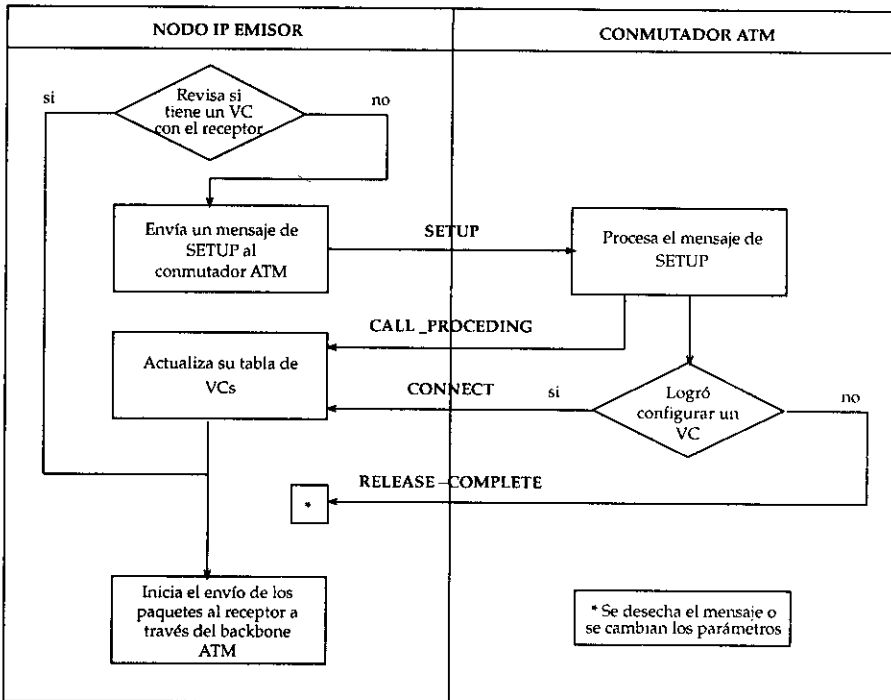 NODO IP EMISOR
CONMUTADOR ATM
Revisa si
tiene un VC
con el receptor
si
no
Envía un mensaje de
SETUP al
conmutador ATM
SETUP
Procesa el mensaje de
SETUP
CALL_PROCEDING
Actualiza su tabla de
VCs
CONNECT
si
Logró
configurar un
VC
no
RELEASE-COMPLETE
*
Inicia el envío de los
paquetes al receptor a
través del backbone
ATM
* Se desecha el mensaje o
se cambian los parámetros